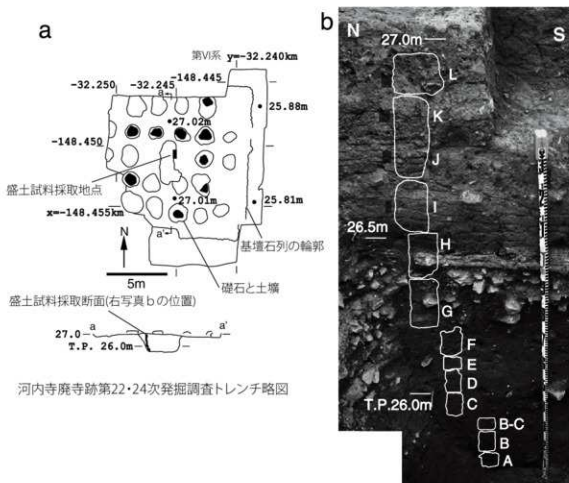 a
第VI系 y=-32.240km
-32.250
-32.245
-148.445
a
25.88m
27.02m
-148.450
盛土試料採取地点
27.01m
25.81m
x=-148.455km
a'
N
基壇石列の輪郭
5m
礎石と土壙
盛土試料採取断面(右写真bの位置)
27.0
a
a'
T.P. 26.0m
河内寺廃寺跡第22・24次発掘調査トレンチ略図
b
N
27.0m
S
L
K
J
I
26.5m
H
G
F
E
D
T.P.26.0m
C
B-C
B
A